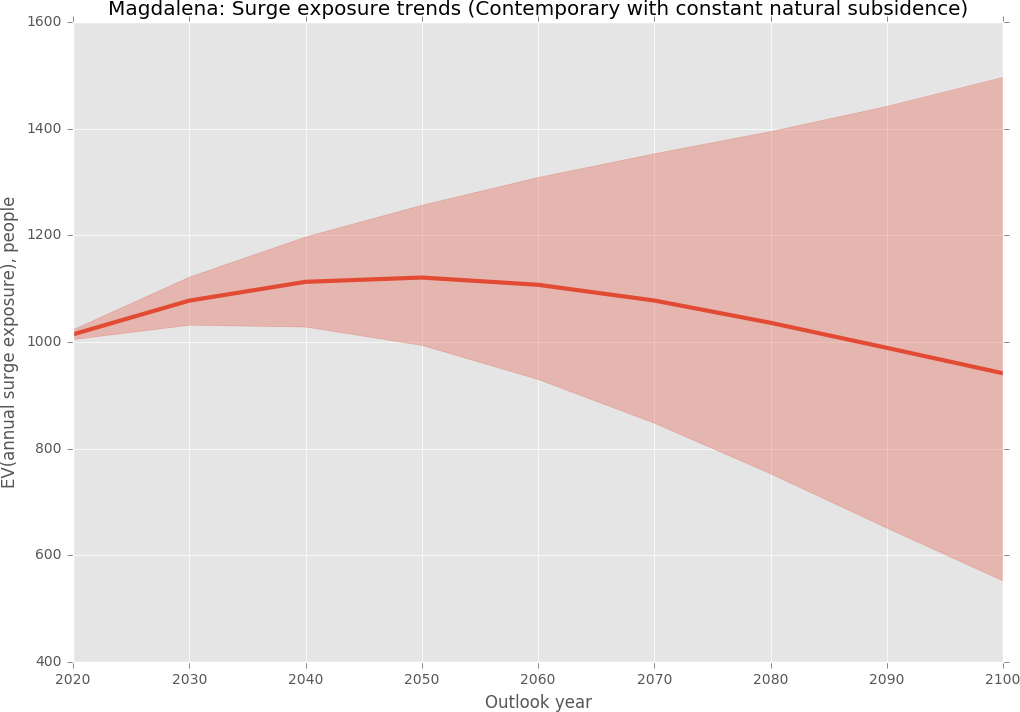 Magdalena: Surge exposure trends (Contemporary with constant natural subsidence)
1600
1400
1200
1000
800
600
400
EV(annual surge exposure), people
2020 2030 2040 2050 2060 2070 2080 2090 2100
Outlook year